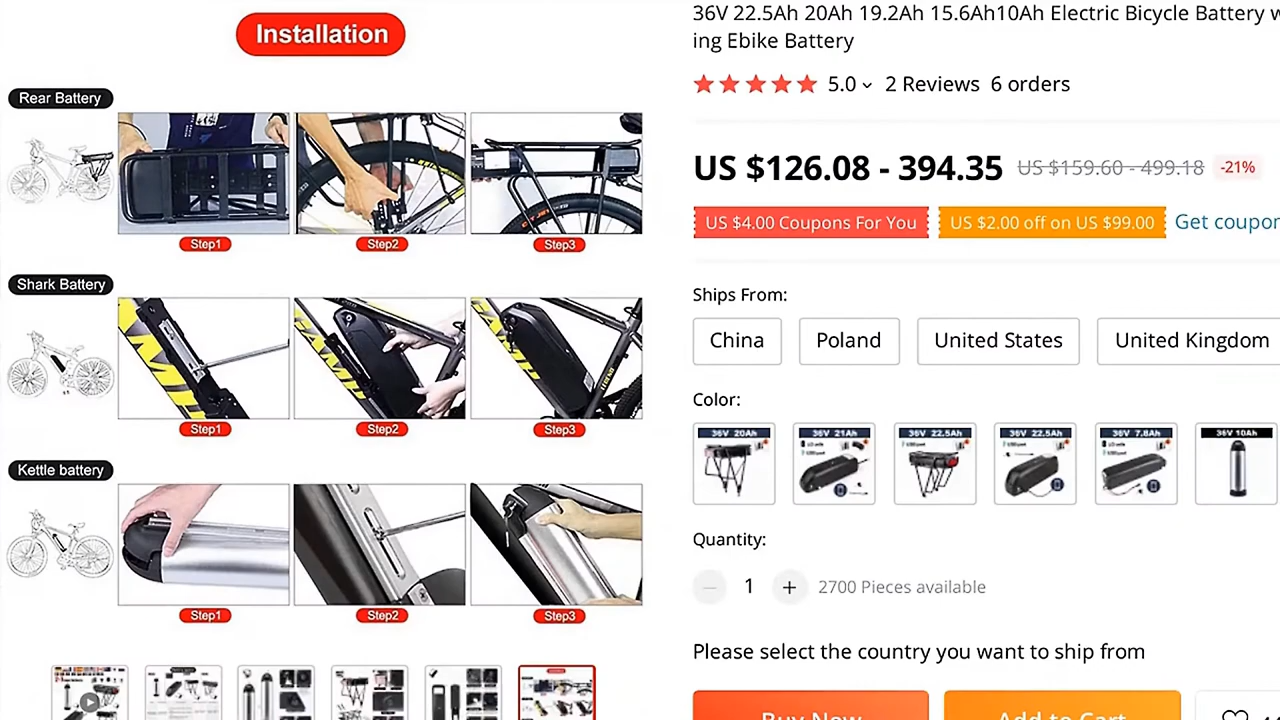 Installation
Rear Battery
Step1
Step2
Step3
Shark Battery
Step1
Step2
Step3
Kettle battery
Step1
Step2
Step3
36V 22.5Ah 20Ah 19.2Ah 15.6Ah10Ah Electric Bicycle Battery w
ing Ebike Battery
5.0 2 Reviews 6 orders
US $126.08 - 394.35 US $159.60 - 499.18 -21%
US $4.00 Coupons For You US $2.00 off on US $99.00 Get coupon
Ships From:
China Poland United States United Kingdom
Color:
36V 20Ah 36V 21Ah 36V 22.5Ah 36V 22.5Ah 36V 7.8Ah 36V 10Ah
Quantity:
1 + 2700 Pieces available
Please select the country you want to ship from
Buy Now Add to Cart